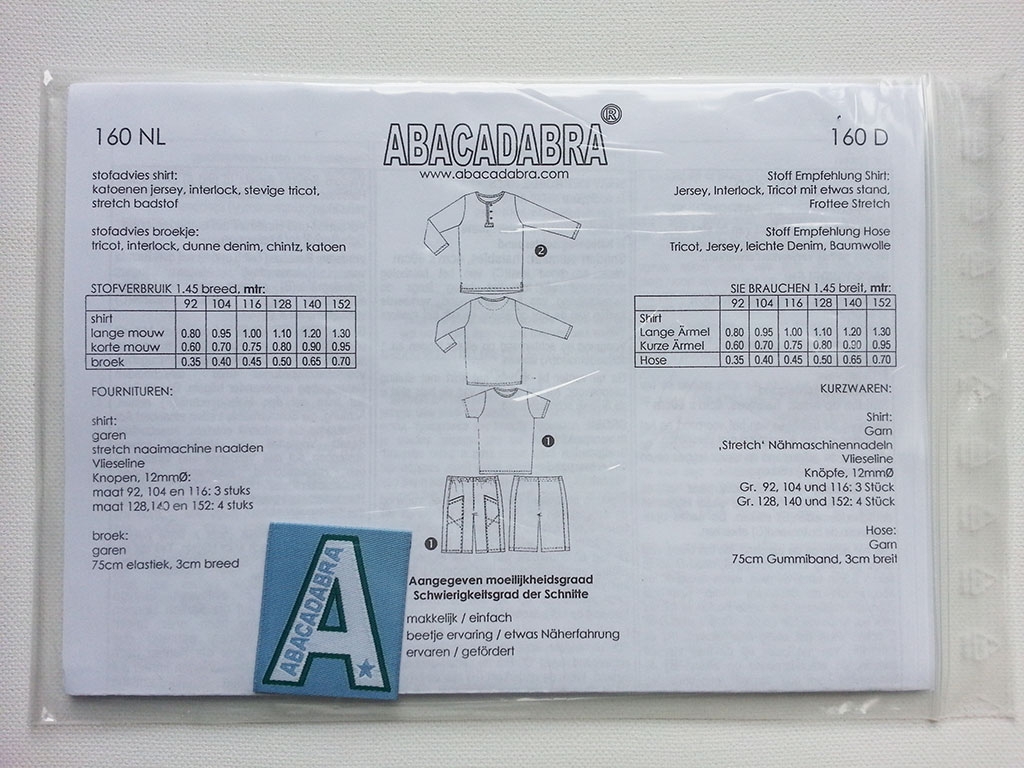 160 NL
stofadvies shirt:
katoenen jersey, interlock, stevige tricot,
stretch badstof
stofadvies broekje:
tricot, interlock, dunne denim, chintz, katoen
STOFVERBRUIK 1.45 breed, mtr:
92 104 116 128 140 152
shirt
lange mouw 0.80 0.95 1.00 1.10 1.20 1.30
korte mouw 0.60 0.70 0.75 0.80 0.90 0.95
broek 0.35 0.40 0.45 0.50 0.65 0.70
FOURNITUREN:
shirt:
garen
stretch naaimachine naalden
Vlieseline
Knopen, 12mmØ:
maat 92, 104 en 116: 3 stuks
maat 128,140 en 152: 4 stuks
broek:
garen
75cm elastiek, 3cm breed
ABACADABRA®
www.abacadabra.com
2
1
1
Aangegeven moeilijkheidsgraad
Schwierigkeitsgrad der Schnitte
makkelijk / einfach
beetje ervaring / etwas Näherfahrung
ervaren / gefördert
ABACADABRA
A
160 D
Stoff Empfehlung Shirt:
Jersey, Interlock, Tricot mit etwas stand,
Frottee Stretch
Stoff Empfehlung Hose
Tricot, Jersey, leichte Denim, Baumwolle
SIE BRAUCHEN 1.45 breit, mtr:
92 104 116 128 140 152
Shirt
Lange Ärmel 0.80 0.95 1.00 1.10 1.20 1.30
Kurze Ärmel 0.60 0.70 0.75 0.80 0.90 0.95
Hose 0.35 0.40 0.45 0.50 0.65 0.70
KURZWAREN:
Shirt:
Garn
‚Stretch' Nähmaschinennadeln
Vlieseline
Knöpfe, 12mmØ
Gr. 92, 104 und 116: 3 Stück
Gr. 128, 140 und 152: 4 Stück
Hose:
Garn
75cm Gummiband, 3cm breit